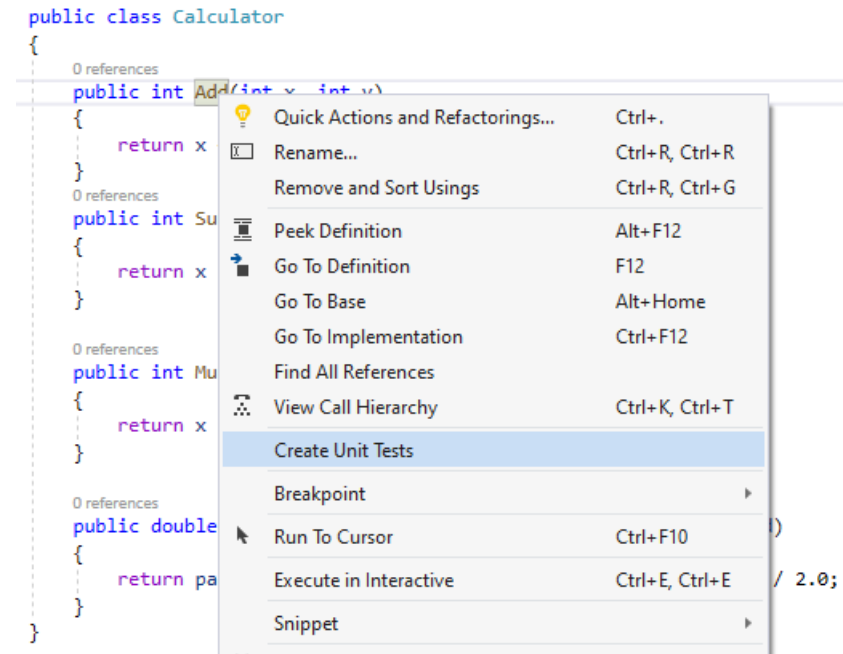 public class Calculator
{
0 references
public int Add(int x, int y)
{
Quick Actions and Refactorings... Ctrl+.
return x
Rename... Ctrl+R, Ctrl+R
}
Remove and Sort Usings Ctrl+R, Ctrl+G
0 references
public int Su
Peek Definition Alt+F12
{
Go To Definition F12
return x
Go To Base Alt+Home
}
Go To Implementation Ctrl+F12
0 references
public int Mu
Find All References
{
View Call Hierarchy Ctrl+K, Ctrl+T
return x
Create Unit Tests
}
Breakpoint
0 references
public double
)
Run To Cursor Ctrl+F10
{
return pa
Execute in Interactive Ctrl+E, Ctrl+E
/ 2.0;
}
Snippet
}